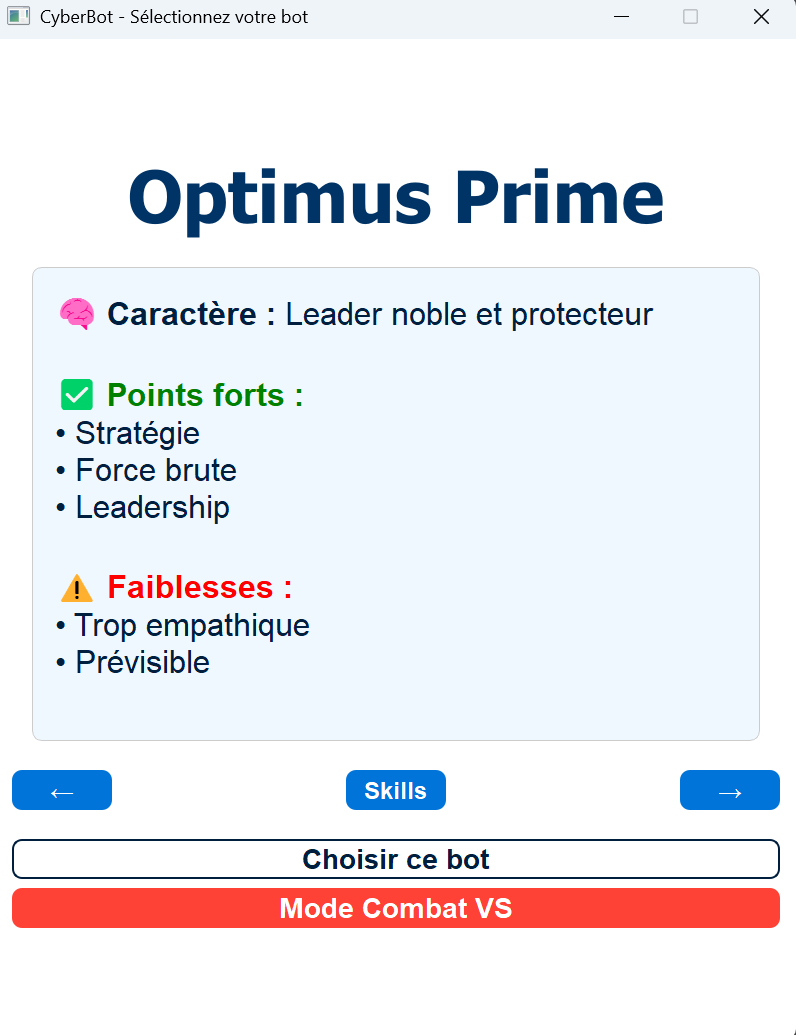 CyberBot - Sélectionnez votre bot
Optimus Prime
🧠 Caractère : Leader noble et protecteur
✅ Points forts :
• Stratégie
• Force brute
• Leadership
⚠️ Faiblesses :
• Trop empathique
• Prévisible
← Skills →
Choisir ce bot
Mode Combat VS